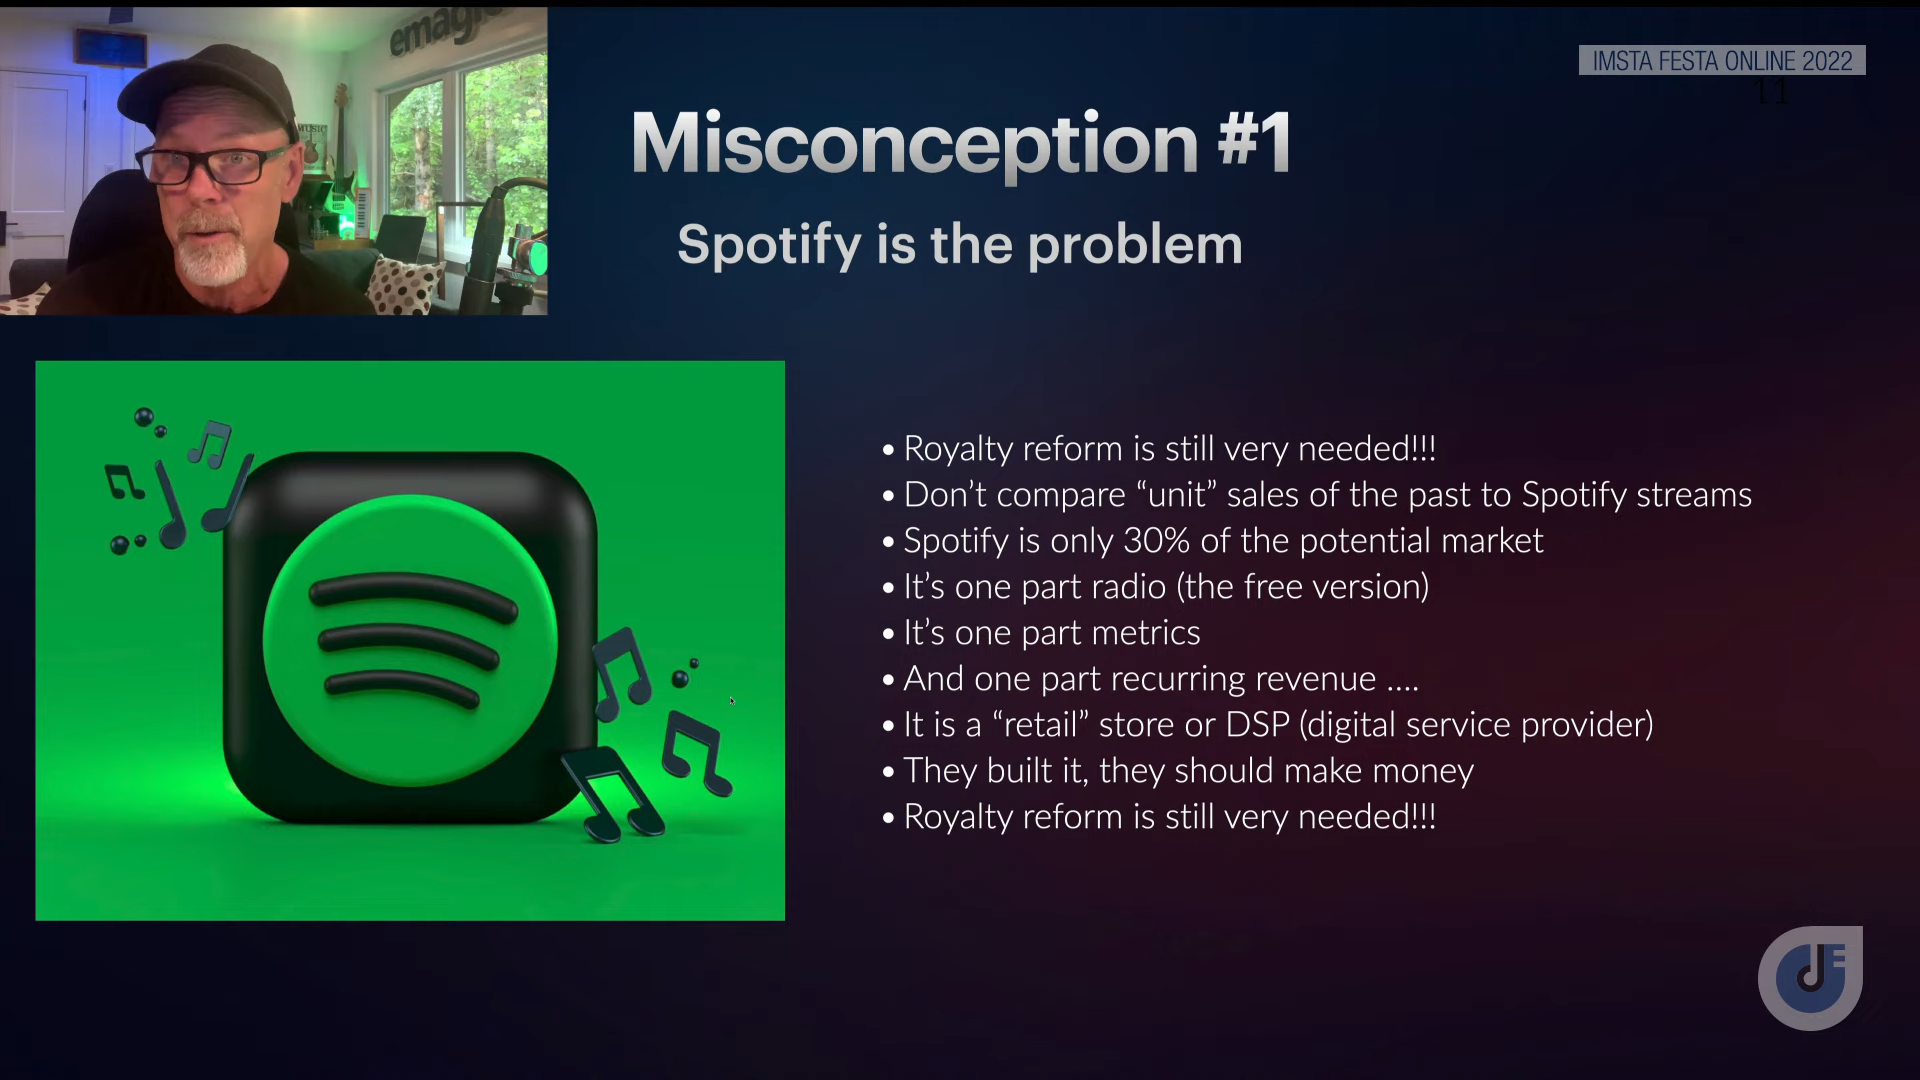 emagic
MUSIC
IMSTA FESTA ONLINE 2022
11
Misconception #1
Spotify is the problem
• Royalty reform is still very needed!!!
• Don’t compare “unit” sales of the past to Spotify streams
• Spotify is only 30% of the potential market
• It’s one part radio (the free version)
• It’s one part metrics
• And one part recurring revenue ....
• It is a “retail” store or DSP (digital service provider)
• They built it, they should make money
• Royalty reform is still very needed!!!